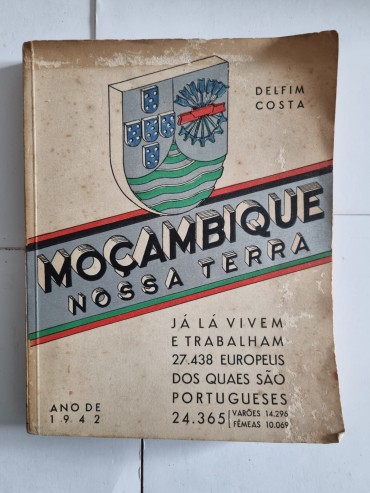 DELFIM
COSTA
MOÇAMBIQUE
NOSSA TERRA
JÁ LÁ VIVEM
E TRABALHAM
27.438 EUROPEUS
DOS QUAES SÃO
PORTUGUESES
24.365 VARÕES 14.296
FÊMEAS 10.069
ANO DE
1942